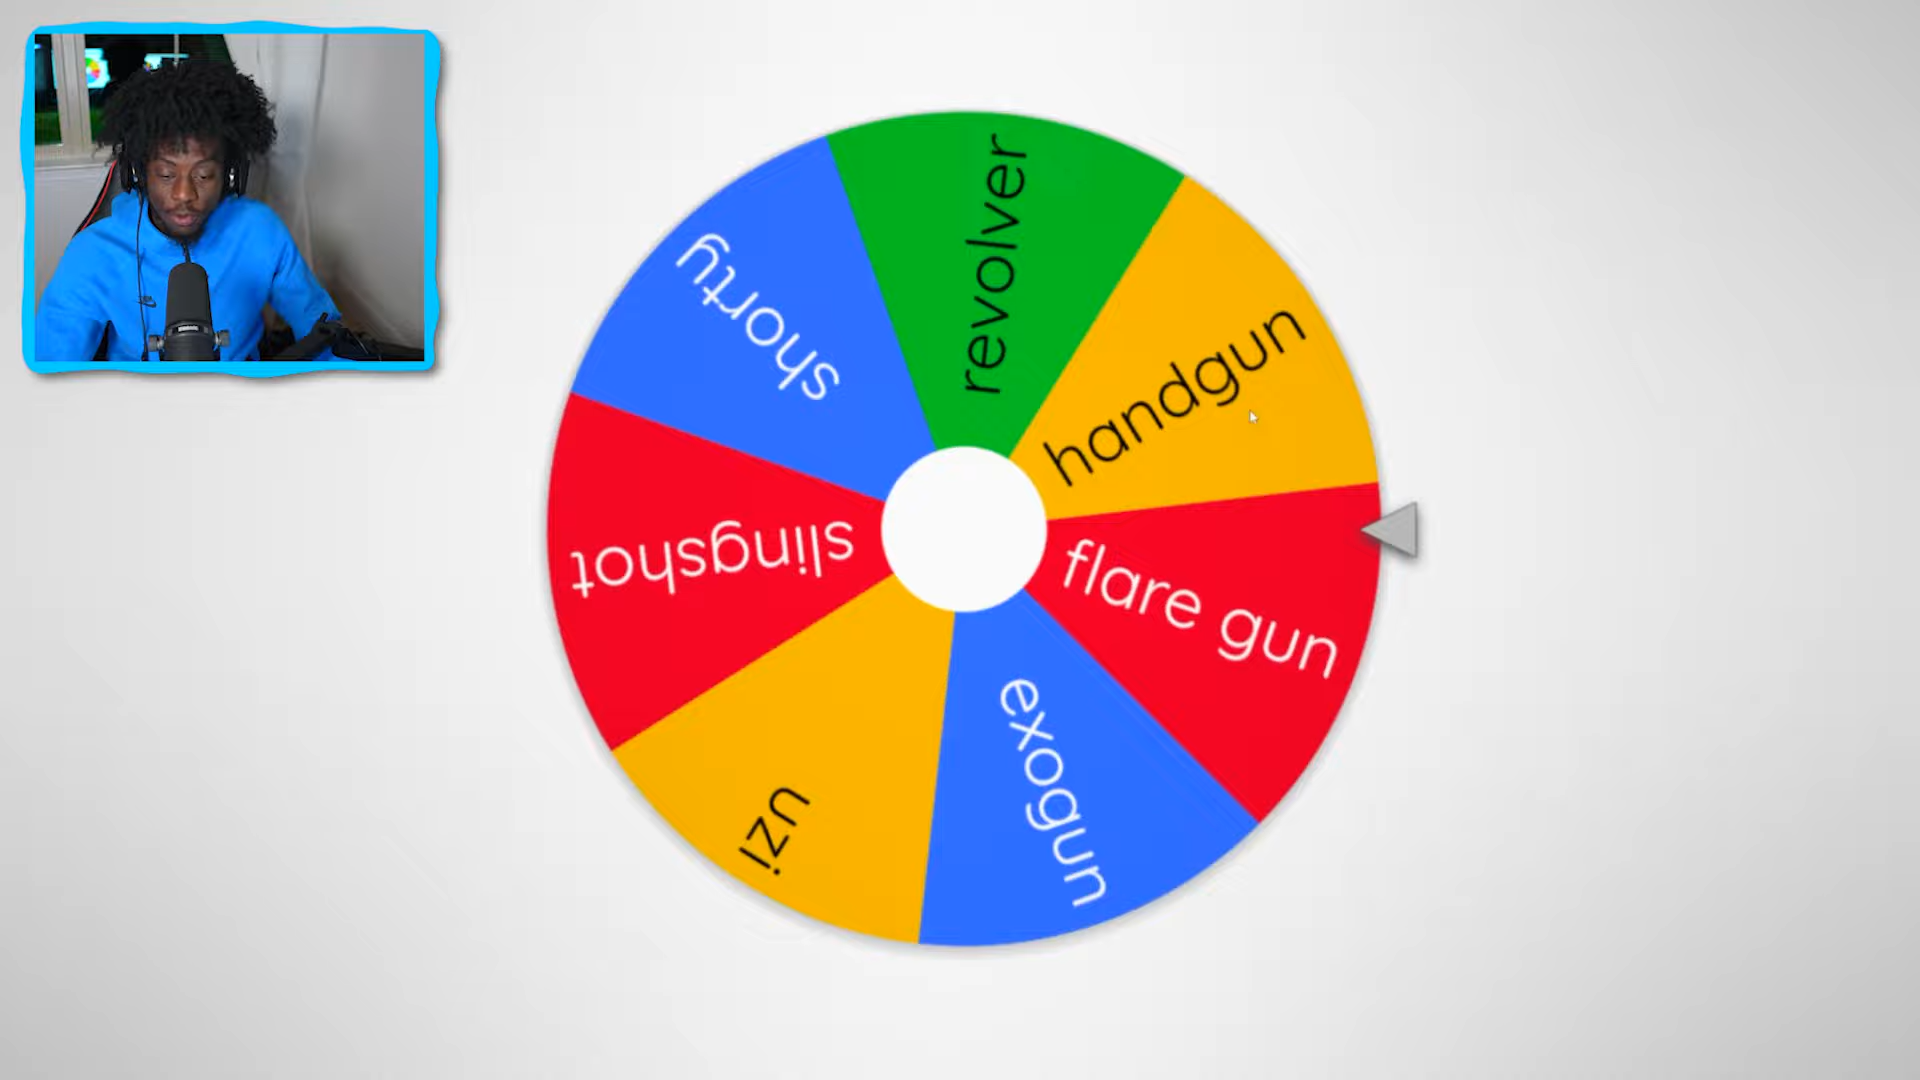 revolver
handgun
flare gun
exogun
uzi
slingshot
shorty